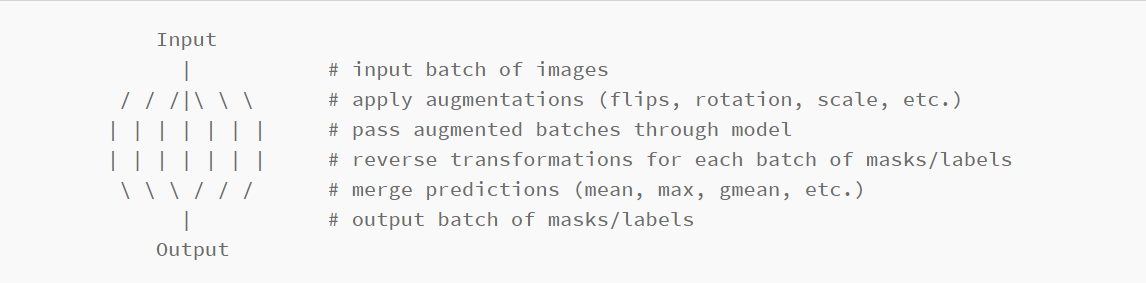 Input
| # input batch of images
/ / /|\ \ \ # apply augmentations (flips, rotation, scale, etc.)
| | | | | | | # pass augmented batches through model
| | | | | | | # reverse transformations for each batch of masks/labels
\ \ \ / / / # merge predictions (mean, max, gmean, etc.)
| # output batch of masks/labels
Output